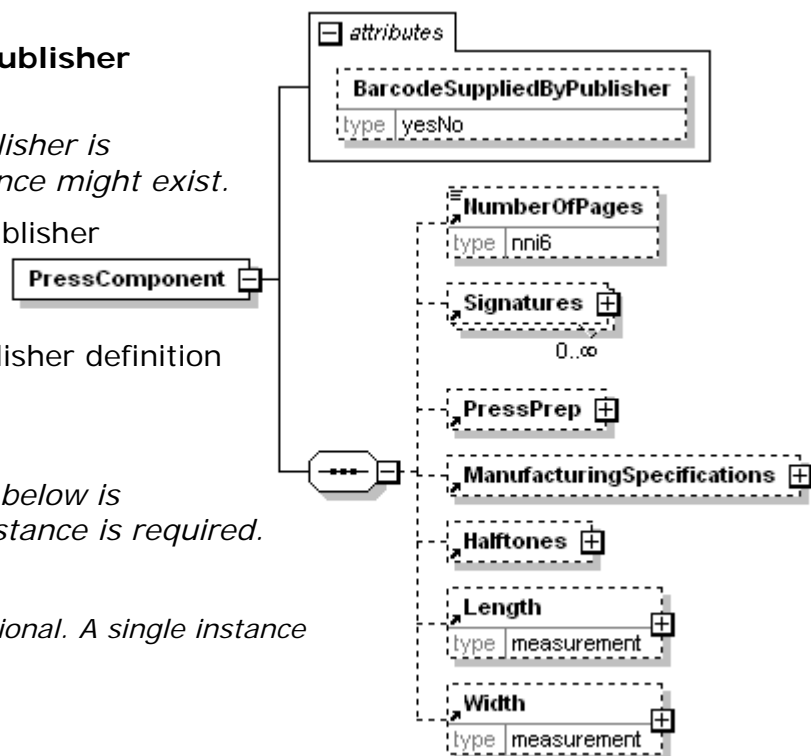 ublisher
lisher is
nce might exist.
blisher
lisher definition
below is
stance is required.
ional. A single instance
PressComponent
attributes
BarcodeSuppliedByPublisher
type yesNo
NumberOfPages
type nni6
Signatures
0..∞
PressPrep
ManufacturingSpecifications
Halftones
Length
type measurement
Width
type measurement